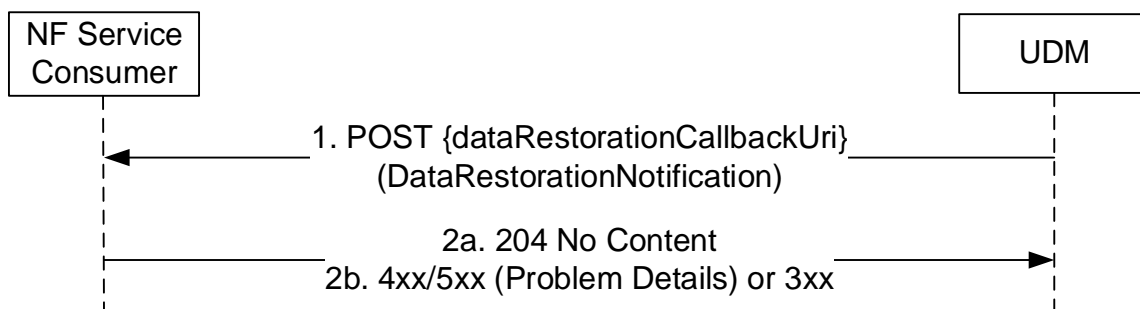 NF Service
Consumer
UDM
1. POST {dataRestorationCallbackUri}
(DataRestorationNotification)
2a. 204 No Content
2b. 4xx/5xx (Problem Details) or 3xx